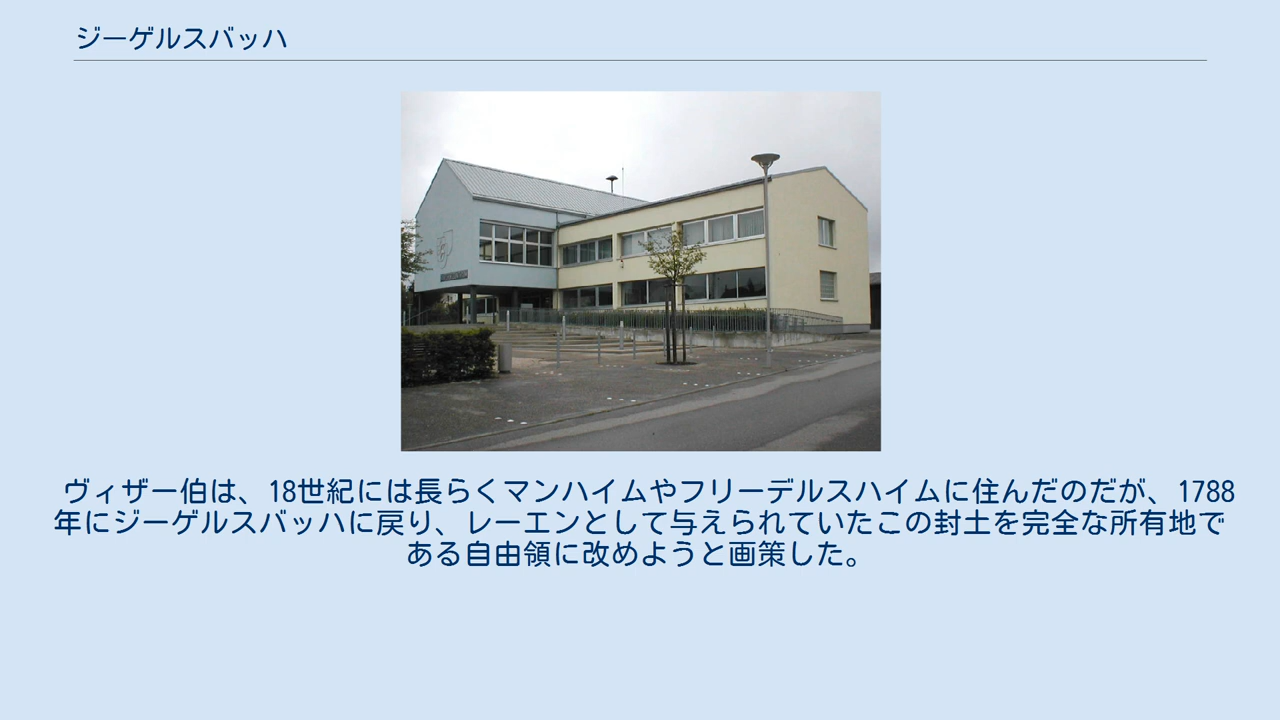 ジーゲルスバッハ
ヴィザー伯は、18世紀には長らくマンハイムやフリーデルスハイムに住んだのだが、1788
年にジーゲルスバッハに戻り、レーエンとして与えられていたこの封土を完全な所有地で
ある自由領に改めようと画策した。